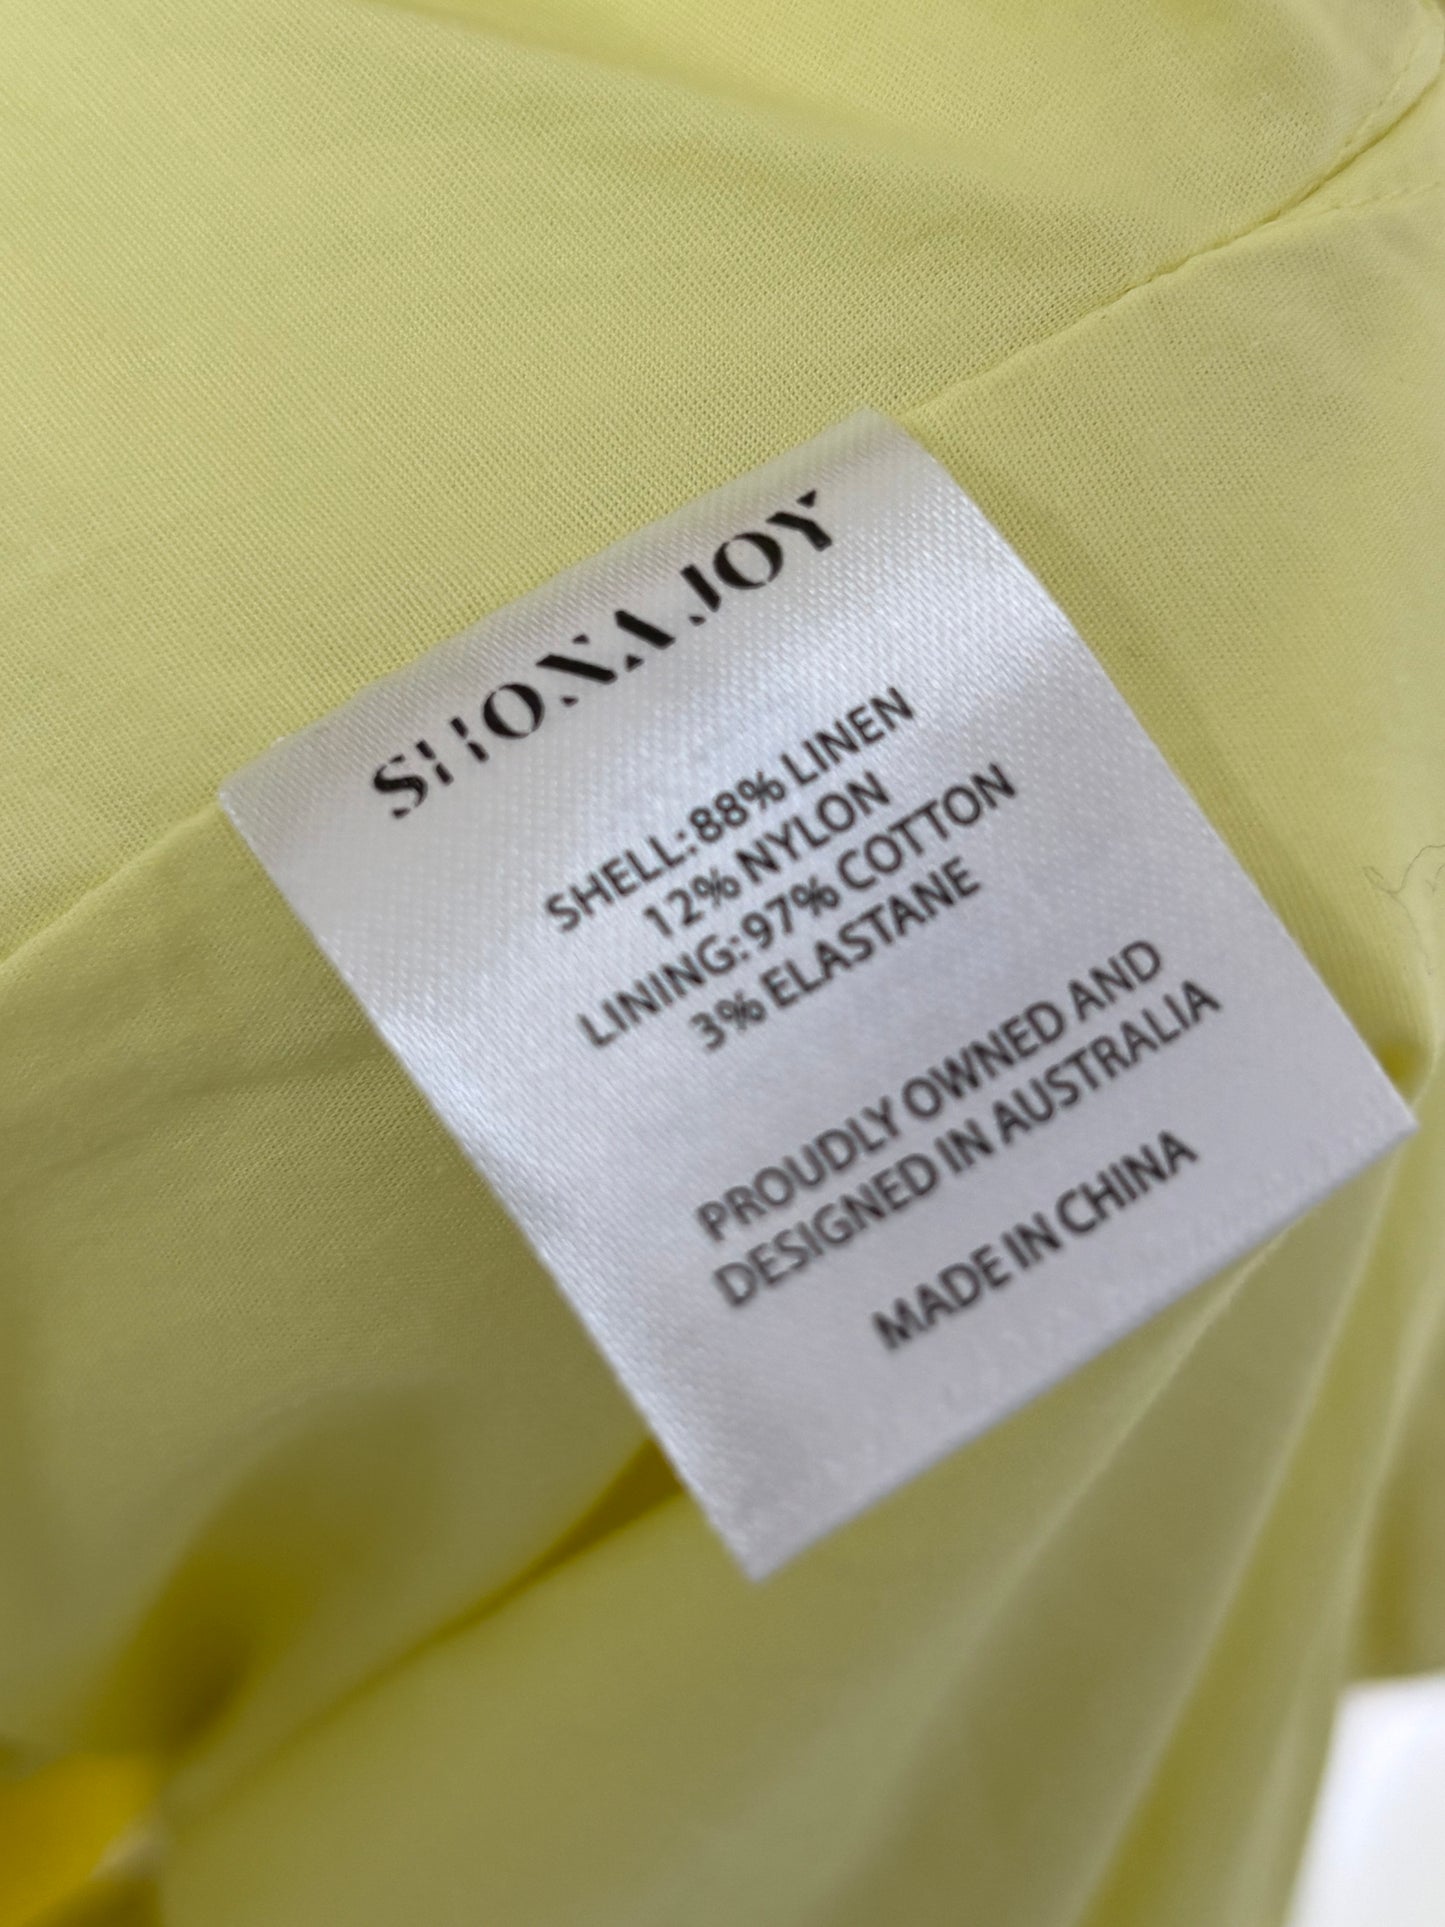 SHONA JOY
SHELL:88% LINEN
12% NYLON
LINING:97% COTTON
3% ELASTANE
PROUDLY OWNED AND
DESIGNED IN AUSTRALIA
MADE IN CHINA